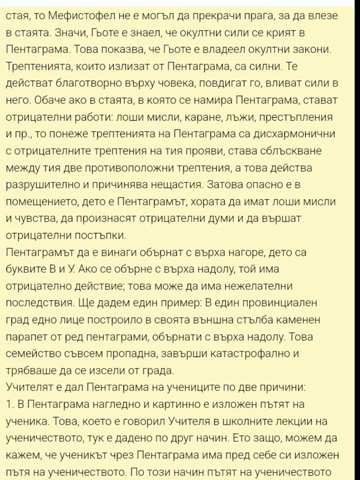 стая, то Мефистофел не е могъл да прекрачи прага, за да влезе
в стаята. Значи, Гьоте е знаел, че окултни сили се крият в
Пентаграма. Това показва, че Гьоте е владеел окултни закони.
Трептенията, които излизат от Пентаграма, са силни. Те
действат благотворно върху човека, повдигат го, вливат сили в
него. Обаче ако в стаята, в която се намира Пентаграма, стават
отрицателни работи: лоши мисли, каране, лъжи, престъпления
и пр., то понеже трептенията на Пентаграма са дисхармонични
с отрицателните трептения на тия прояви, става сблъскване
между тия две противоположни трептения, а това действа
разрушително и причинява нещастия. Затова опасно е в
помещението, дето е Пентаграмът, хората да имат лоши мисли
и чувства, да произнасят отрицателни думи и да вършат
отрицателни постъпки.
Пентаграмът да е винаги обърнат с върха нагоре, дето са
буквите В и У. Ако се обърне с върха надолу, той има
отрицателно действие; това може да има нежелателни
последствия. Ще дадем един пример: В един провинциален
град едно лице построило в своята външна стълба каменен
парапет от ред пентаграми, обърнати с върха надолу. Това
семейство съвсем пропадна, завърши катастрофално и
трябваше да се изсели от града.
Учителят е дал Пентаграма на учениците по две причини:
1. В Пентаграма нагледно и картинно е изложен пътят на
ученика. Това, което е говорил Учителя в школните лекции на
ученичеството, тук е дадено по друг начин. Ето защо, можем да
кажем, че ученикът чрез Пентаграма има пред себе си изложен
пътя на ученичеството. По този начин пътят на ученичеството